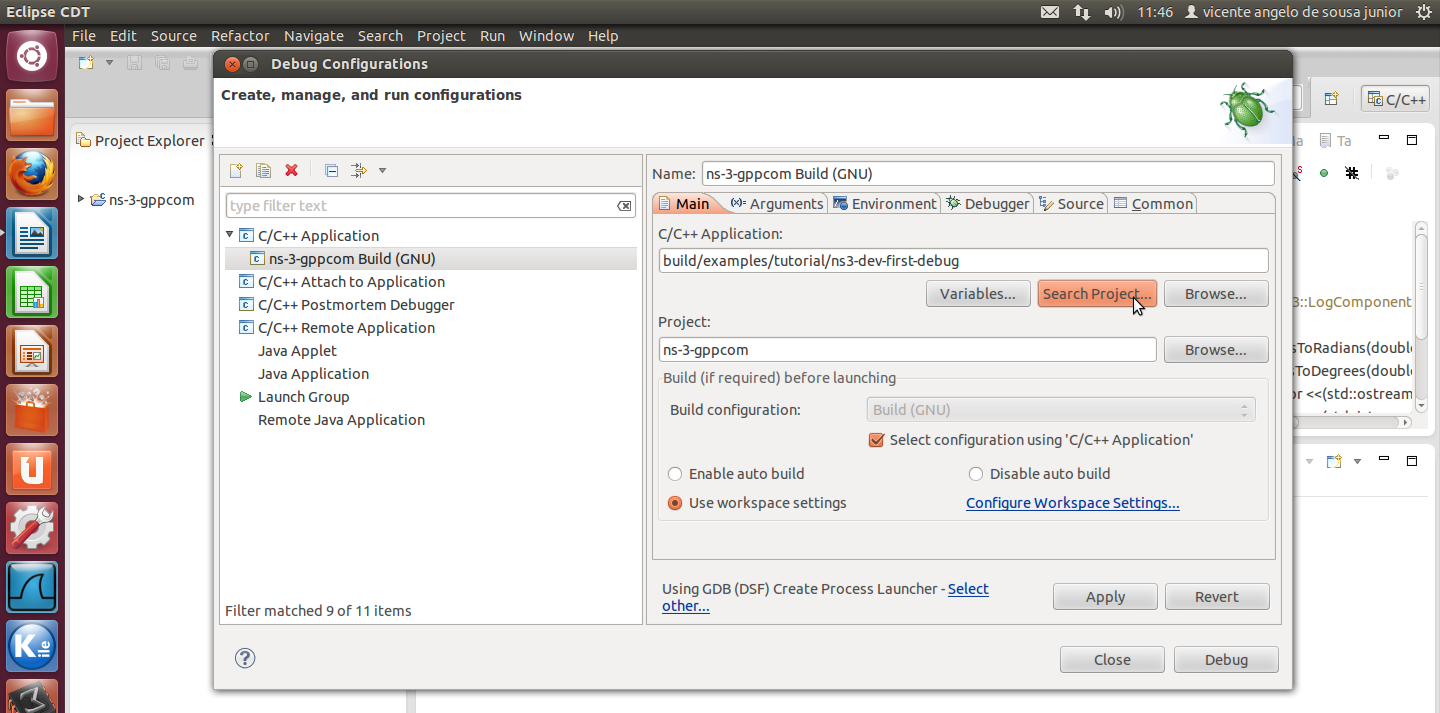 Eclipse CDT
11:46 vicente angelo de sousa junior
File Edit Source Refactor Navigate Search Project Run Window Help
Debug Configurations
Create, manage, and run configurations
C/C++
Project Explorer
Ta
ns-3-gppcom
type filter text
C/C++ Application
ns-3-gppcom Build (GNU)
C/C++ Attach to Application
C/C++ Postmortem Debugger
C/C++ Remote Application
Java Applet
Java Application
Launch Group
Remote Java Application
Filter matched 9 of 11 items
Name: ns-3-gppcom Build (GNU)
Main Arguments Environment Debugger Source Common
C/C++ Application:
build/examples/tutorial/ns3-dev-first-debug
Variables... Search Project... Browse...
Project:
ns-3-gppcom Browse...
Build (if required) before launching
Build configuration: Build (GNU)
Select configuration using 'C/C++ Application'
Enable auto build Disable auto build
Use workspace settings Configure Workspace Settings...
Using GDB (DSF) Create Process Launcher - Select
other...
Apply Revert
Close Debug
3::LogComponent
sToRadians(doubl
sToDegrees(doubl
or <<(std::ostream